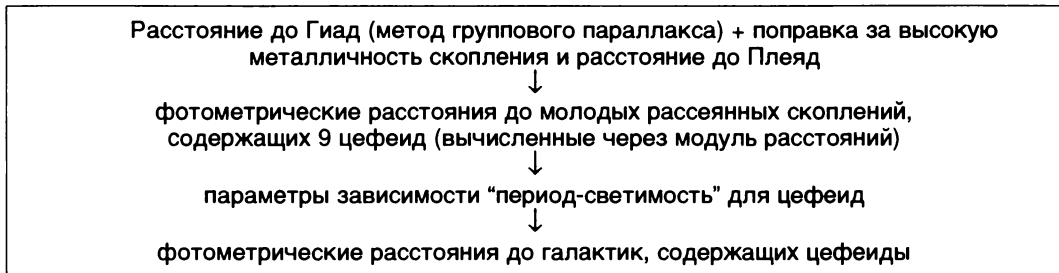 Расстояние до Гиад (метод группового параллакса) + поправка за высокую
металличность скопления и расстояние до Плеяд
↓
фотометрические расстояния до молодых рассеянных скоплений,
содержащих 9 цефеид (вычисленные через модуль расстояний)
↓
параметры зависимости "период-светимость" для цефеид
↓
фотометрические расстояния до галактик, содержащих цефеиды